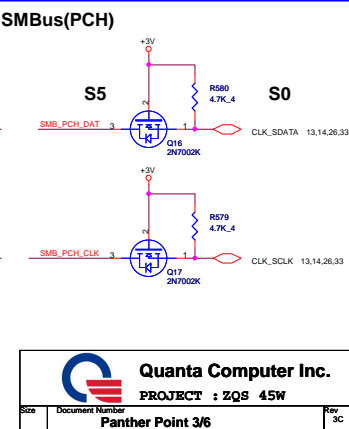 SMBus(PCH)
+3V
S5
R580
4.7K_4
S0
2
SMB_PCH_DAT
3
1
CLK_SDATA 13,14,26,33
Q16
2N7002K
+3V
R579
4.7K_4
2
SMB_PCH_CLK
3
1
CLK_SCLK 13,14,26,33
Q17
2N7002K
Quanta Computer Inc.
PROJECT : ZQS 45W
Size
Document Number
Rev
Panther Point 3/6
3C